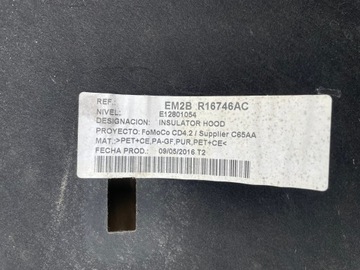 REF.: EM2B R16746AC
NIVEL: E12801054
DESIGNACION: INSULATOR HOOD
PROYECTO: FoMoCo CD4.2 / Supplier C65AA
MAT.:>PET+CE,PA-GF,PUR,PET+CE<
FECHA PROD.: 09/05/2016 T2